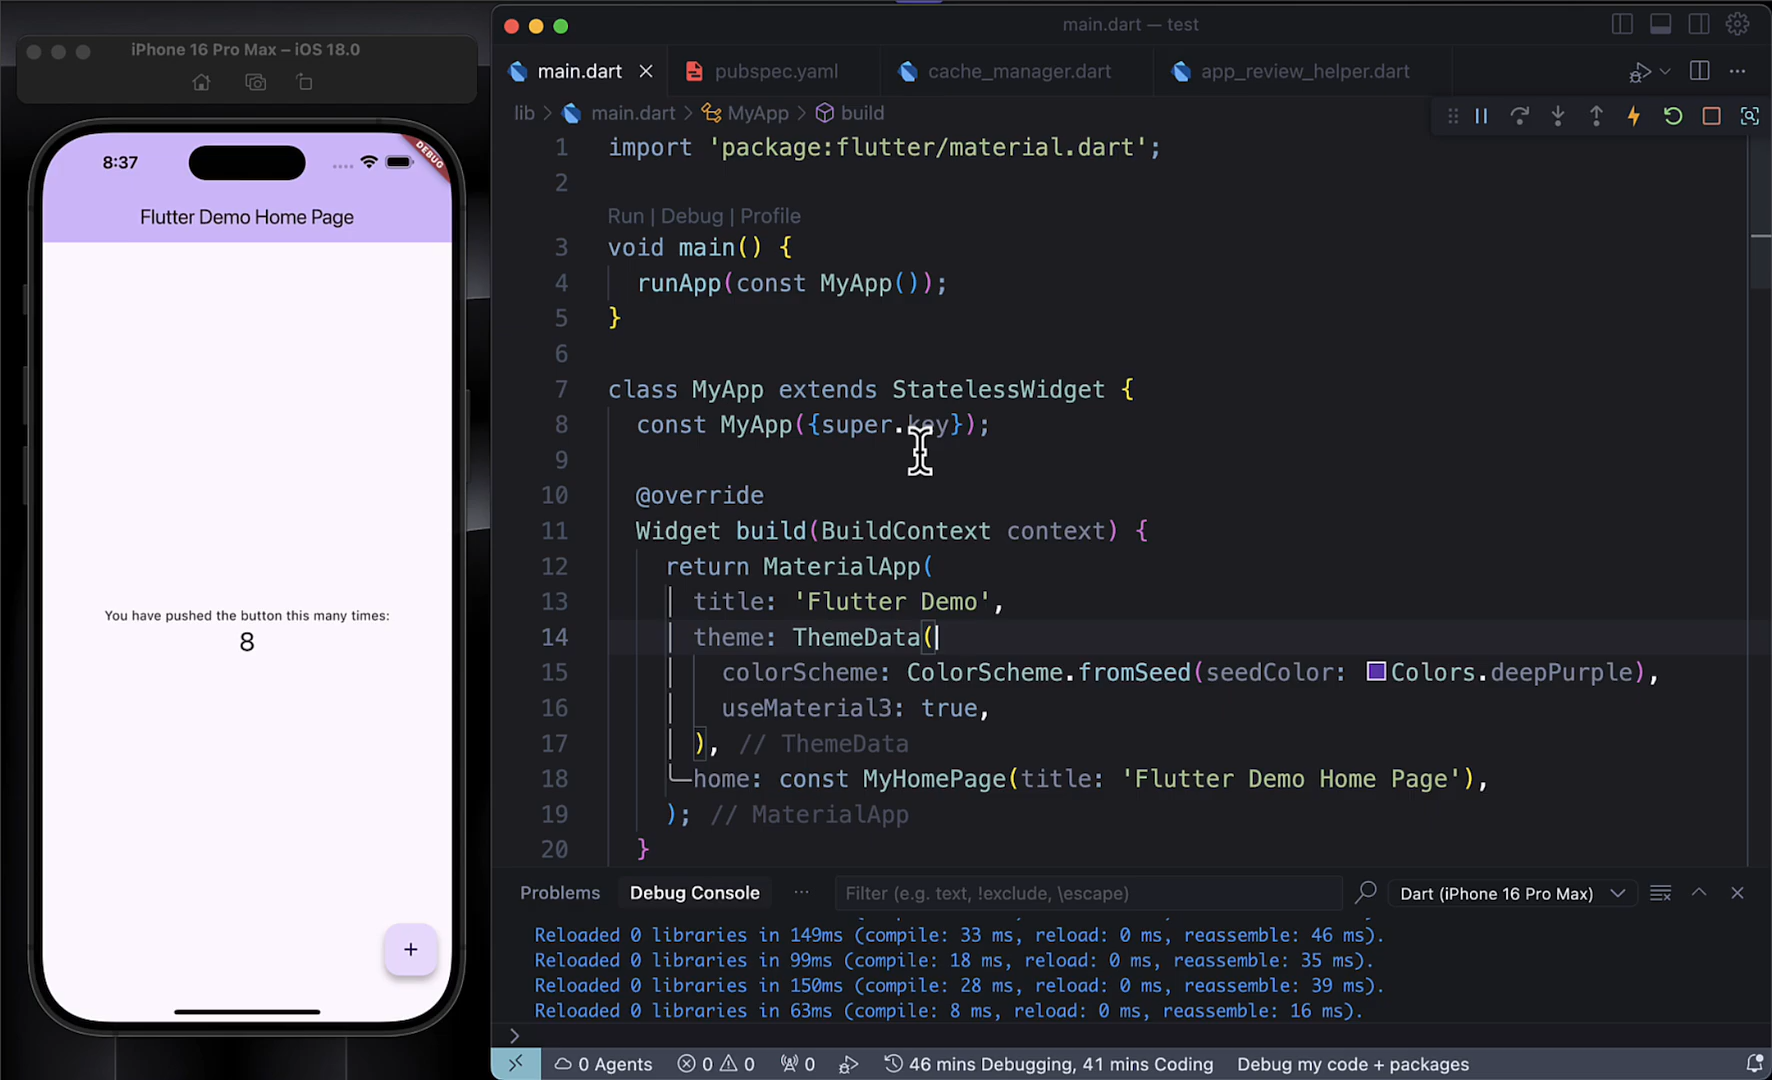 iPhone 16 Pro Max – iOS 18.0
8:37
DEBUG
Flutter Demo Home Page
You have pushed the button this many times:
8
+
main.dart — test
main.dart
pubspec.yaml
cache_manager.dart
app_review_helper.dart
lib > main.dart > MyApp > build
1 import 'package:flutter/material.dart';
2
Run | Debug | Profile
3 void main() {
4 runApp(const MyApp());
5 }
6
7 class MyApp extends StatelessWidget {
8 const MyApp({super.key});
9
10 @override
11 Widget build(BuildContext context) {
12 return MaterialApp(
13 title: 'Flutter Demo',
14 theme: ThemeData(
15 colorScheme: ColorScheme.fromSeed(seedColor: Colors.deepPurple),
16 useMaterial3: true,
17 ), // ThemeData
18 home: const MyHomePage(title: 'Flutter Demo Home Page'),
19 ); // MaterialApp
20 }
Problems Debug Console ··· Filter (e.g. text, !exclude, \escape) Dart (iPhone 16 Pro Max)
Reloaded 0 libraries in 149ms (compile: 33 ms, reload: 0 ms, reassemble: 46 ms).
Reloaded 0 libraries in 99ms (compile: 18 ms, reload: 0 ms, reassemble: 35 ms).
Reloaded 0 libraries in 150ms (compile: 28 ms, reload: 0 ms, reassemble: 39 ms).
Reloaded 0 libraries in 63ms (compile: 8 ms, reload: 0 ms, reassemble: 16 ms).
>
0 Agents 0 0 0 46 mins Debugging, 41 mins Coding Debug my code + packages